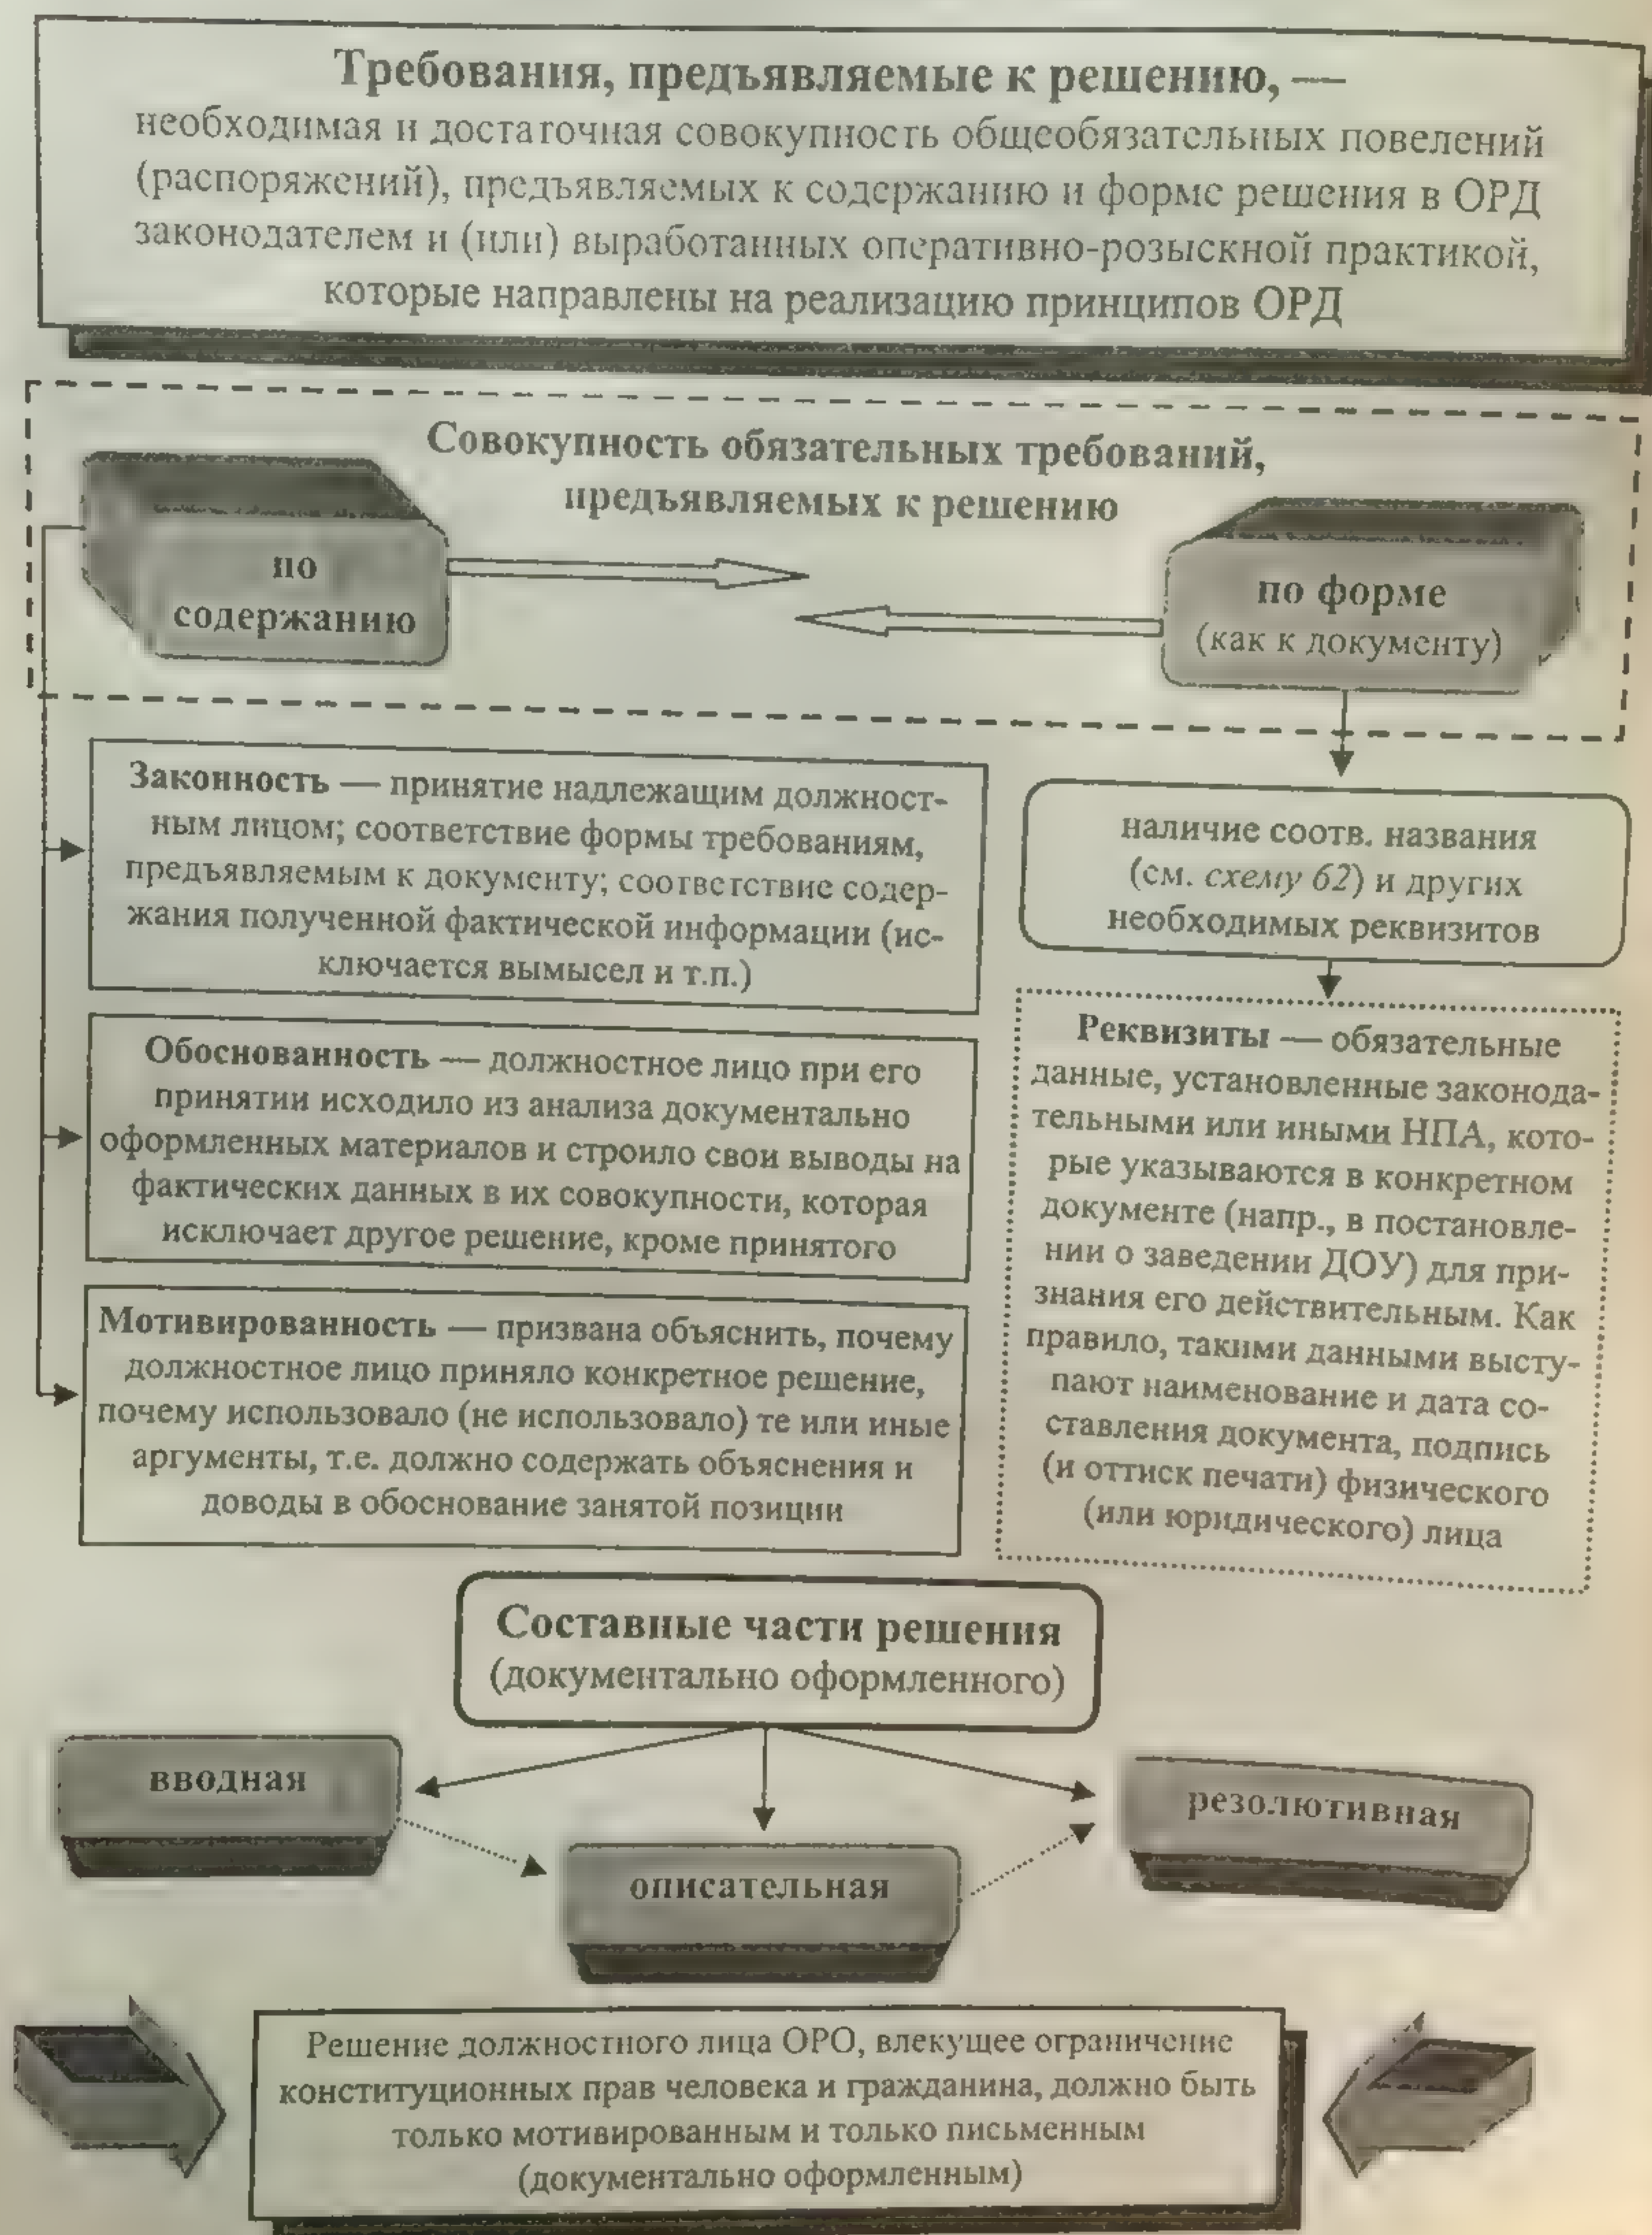 Требования, предъявляемые к решению, —
необходимая и достаточная совокупность общеобязательных повелений
(распоряжений), предъявляемых к содержанию и форме решения в ОРД
законодателем и (или) выработанных оперативно-розыскной практикой,
которые направлены на реализацию принципов ОРД
Совокупность обязательных требований,
предъявляемых к решению
по
содержанию
по форме
(как к документу)
Законность — принятие надлежащим должност-
ным лицом; соответствие формы требованиям,
предъявляемым к документу; соответствие содер-
жания полученной фактической информации (ис-
ключается вымысел и т.п.)
Обоснованность — должностное лицо при его
принятии исходило из анализа документально
оформленных материалов и строило свои выводы на
фактических данных в их совокупности, которая
исключает другое решение, кроме принятого
Мотивированность — призвана объяснить, почему
должностное лицо приняло конкретное решение,
почему использовало (не использовало) те или иные
аргументы, т.е. должно содержать объяснения и
доводы в обоснование занятой позиции
наличие соотв. названия
(см. схему 62) и других
необходимых реквизитов
Реквизиты — обязательные
данные, установленные законода-
тельными или иными НПА, кото-
рые указываются в конкретном
документе (напр., в постановле-
нии о заведении ДОУ) для при-
знания его действительным. Как
правило, такими данными высту-
пают наименование и дата со-
ставления документа, подпись
(и оттиск печати) физического
(или юридического) лица
Составные части решения
(документально оформленного)
вводная
описательная
резолютивная
Решение должностного лица ОРО, влекущее ограничение
конституционных прав человека и гражданина, должно быть
только мотивированным и только письменным
(документально оформленным)